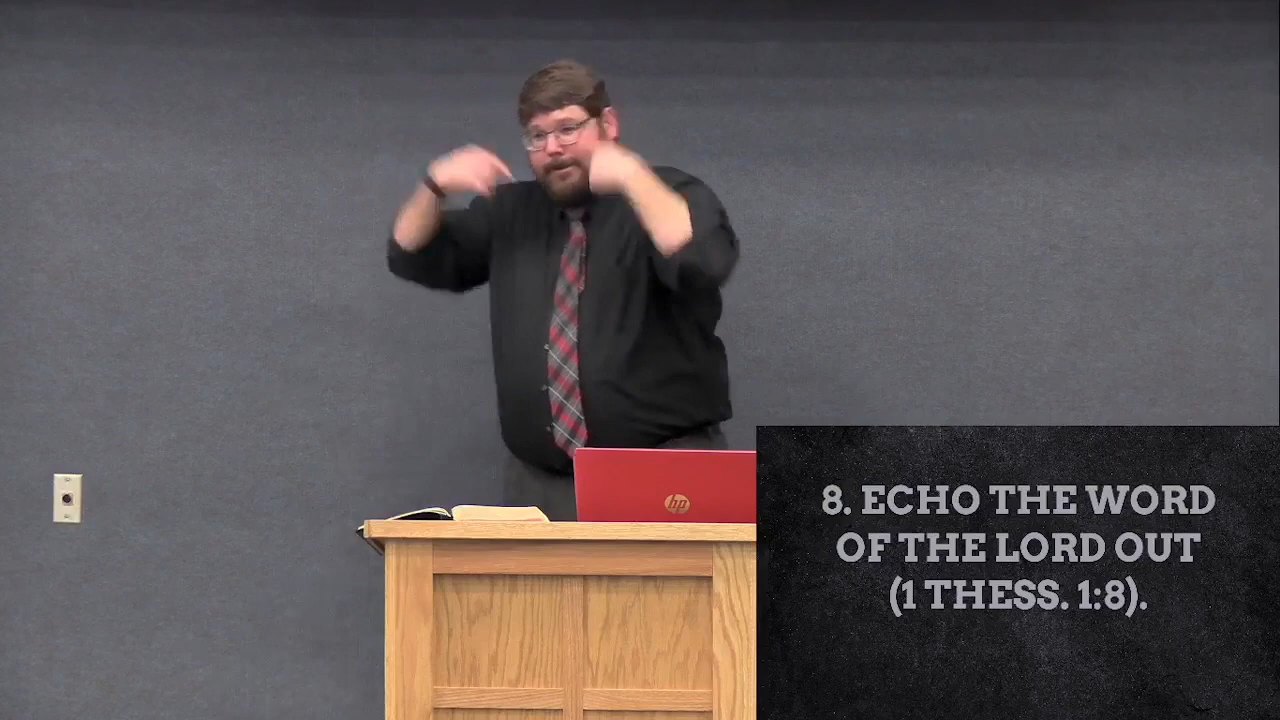 hp
8. ECHO THE WORD
OF THE LORD OUT
(1 THESS. 1:8).